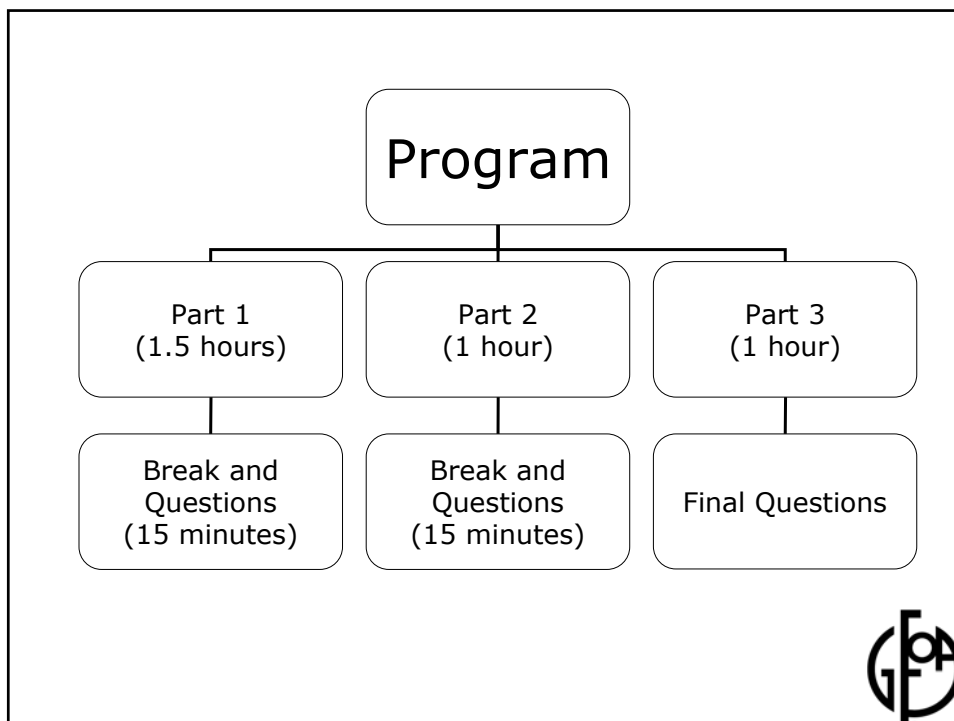 Program
Part 1
(1.5 hours)
Part 2
(1 hour)
Part 3
(1 hour)
Break and
Questions
(15 minutes)
Break and
Questions
(15 minutes)
Final Questions
GFOA